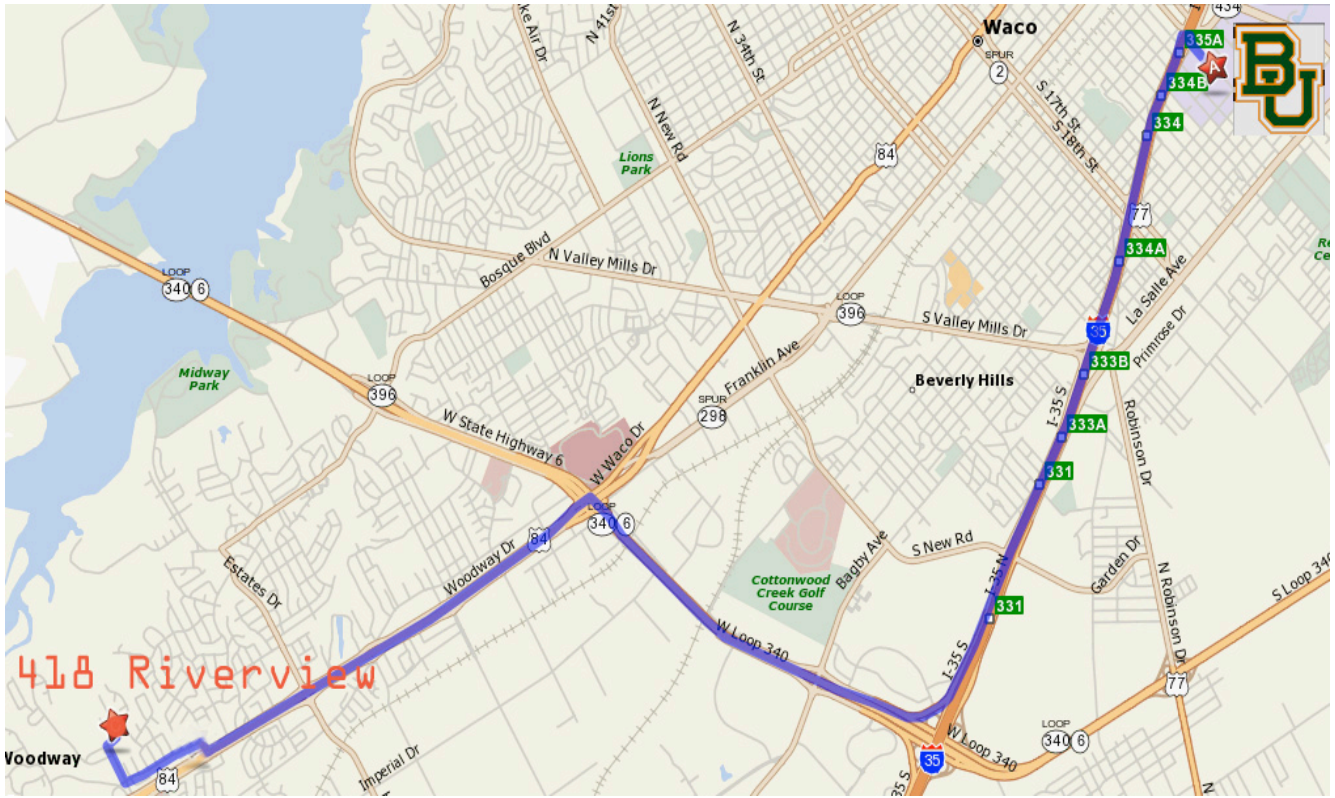 434
Waco
335A
A
BU
ke Air Dr
N 41st
N 34th St
SPUR
2
S 17th St
334B
334
N New Rd
S 18th St
84
Lions
Park
77
334A
Bosque Blvd
N Valley Mills Dr
LOOP
340 6
La Salle Ave
LOOP
396
S Valley Mills Dr
35
Primrose Dr
333B
Midway
Park
LOOP
396
Franklin Ave
Beverly Hills
SPUR
298
I-35 S
Robinson Dr
333A
W State Highway 6
W Waco Dr
331
LOOP
340 6
84
Woodway Dr
S New Rd
Bagby Ave
Garden Dr
I-35 N
Estates Dr
Cottonwood
Creek Golf
Course
N Robinson Dr
S Loop 340
331
W Loop 340
I-35 S
418 Riverview
77
LOOP
340 6
W Loop 340
Woodway
84
Imperial Dr
35
35 S
N